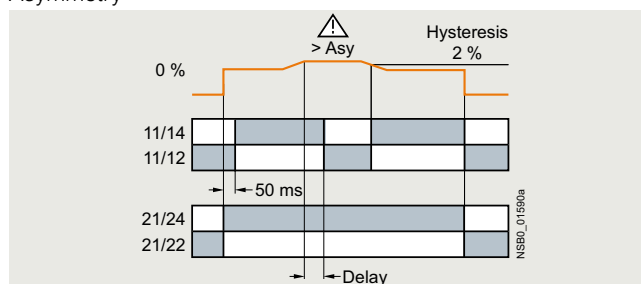 Asymmetry
> Asy
Hysteresis
2 %
0 %
11/14
11/12
50 ms
21/24
21/22
Delay
NSB0_01590a